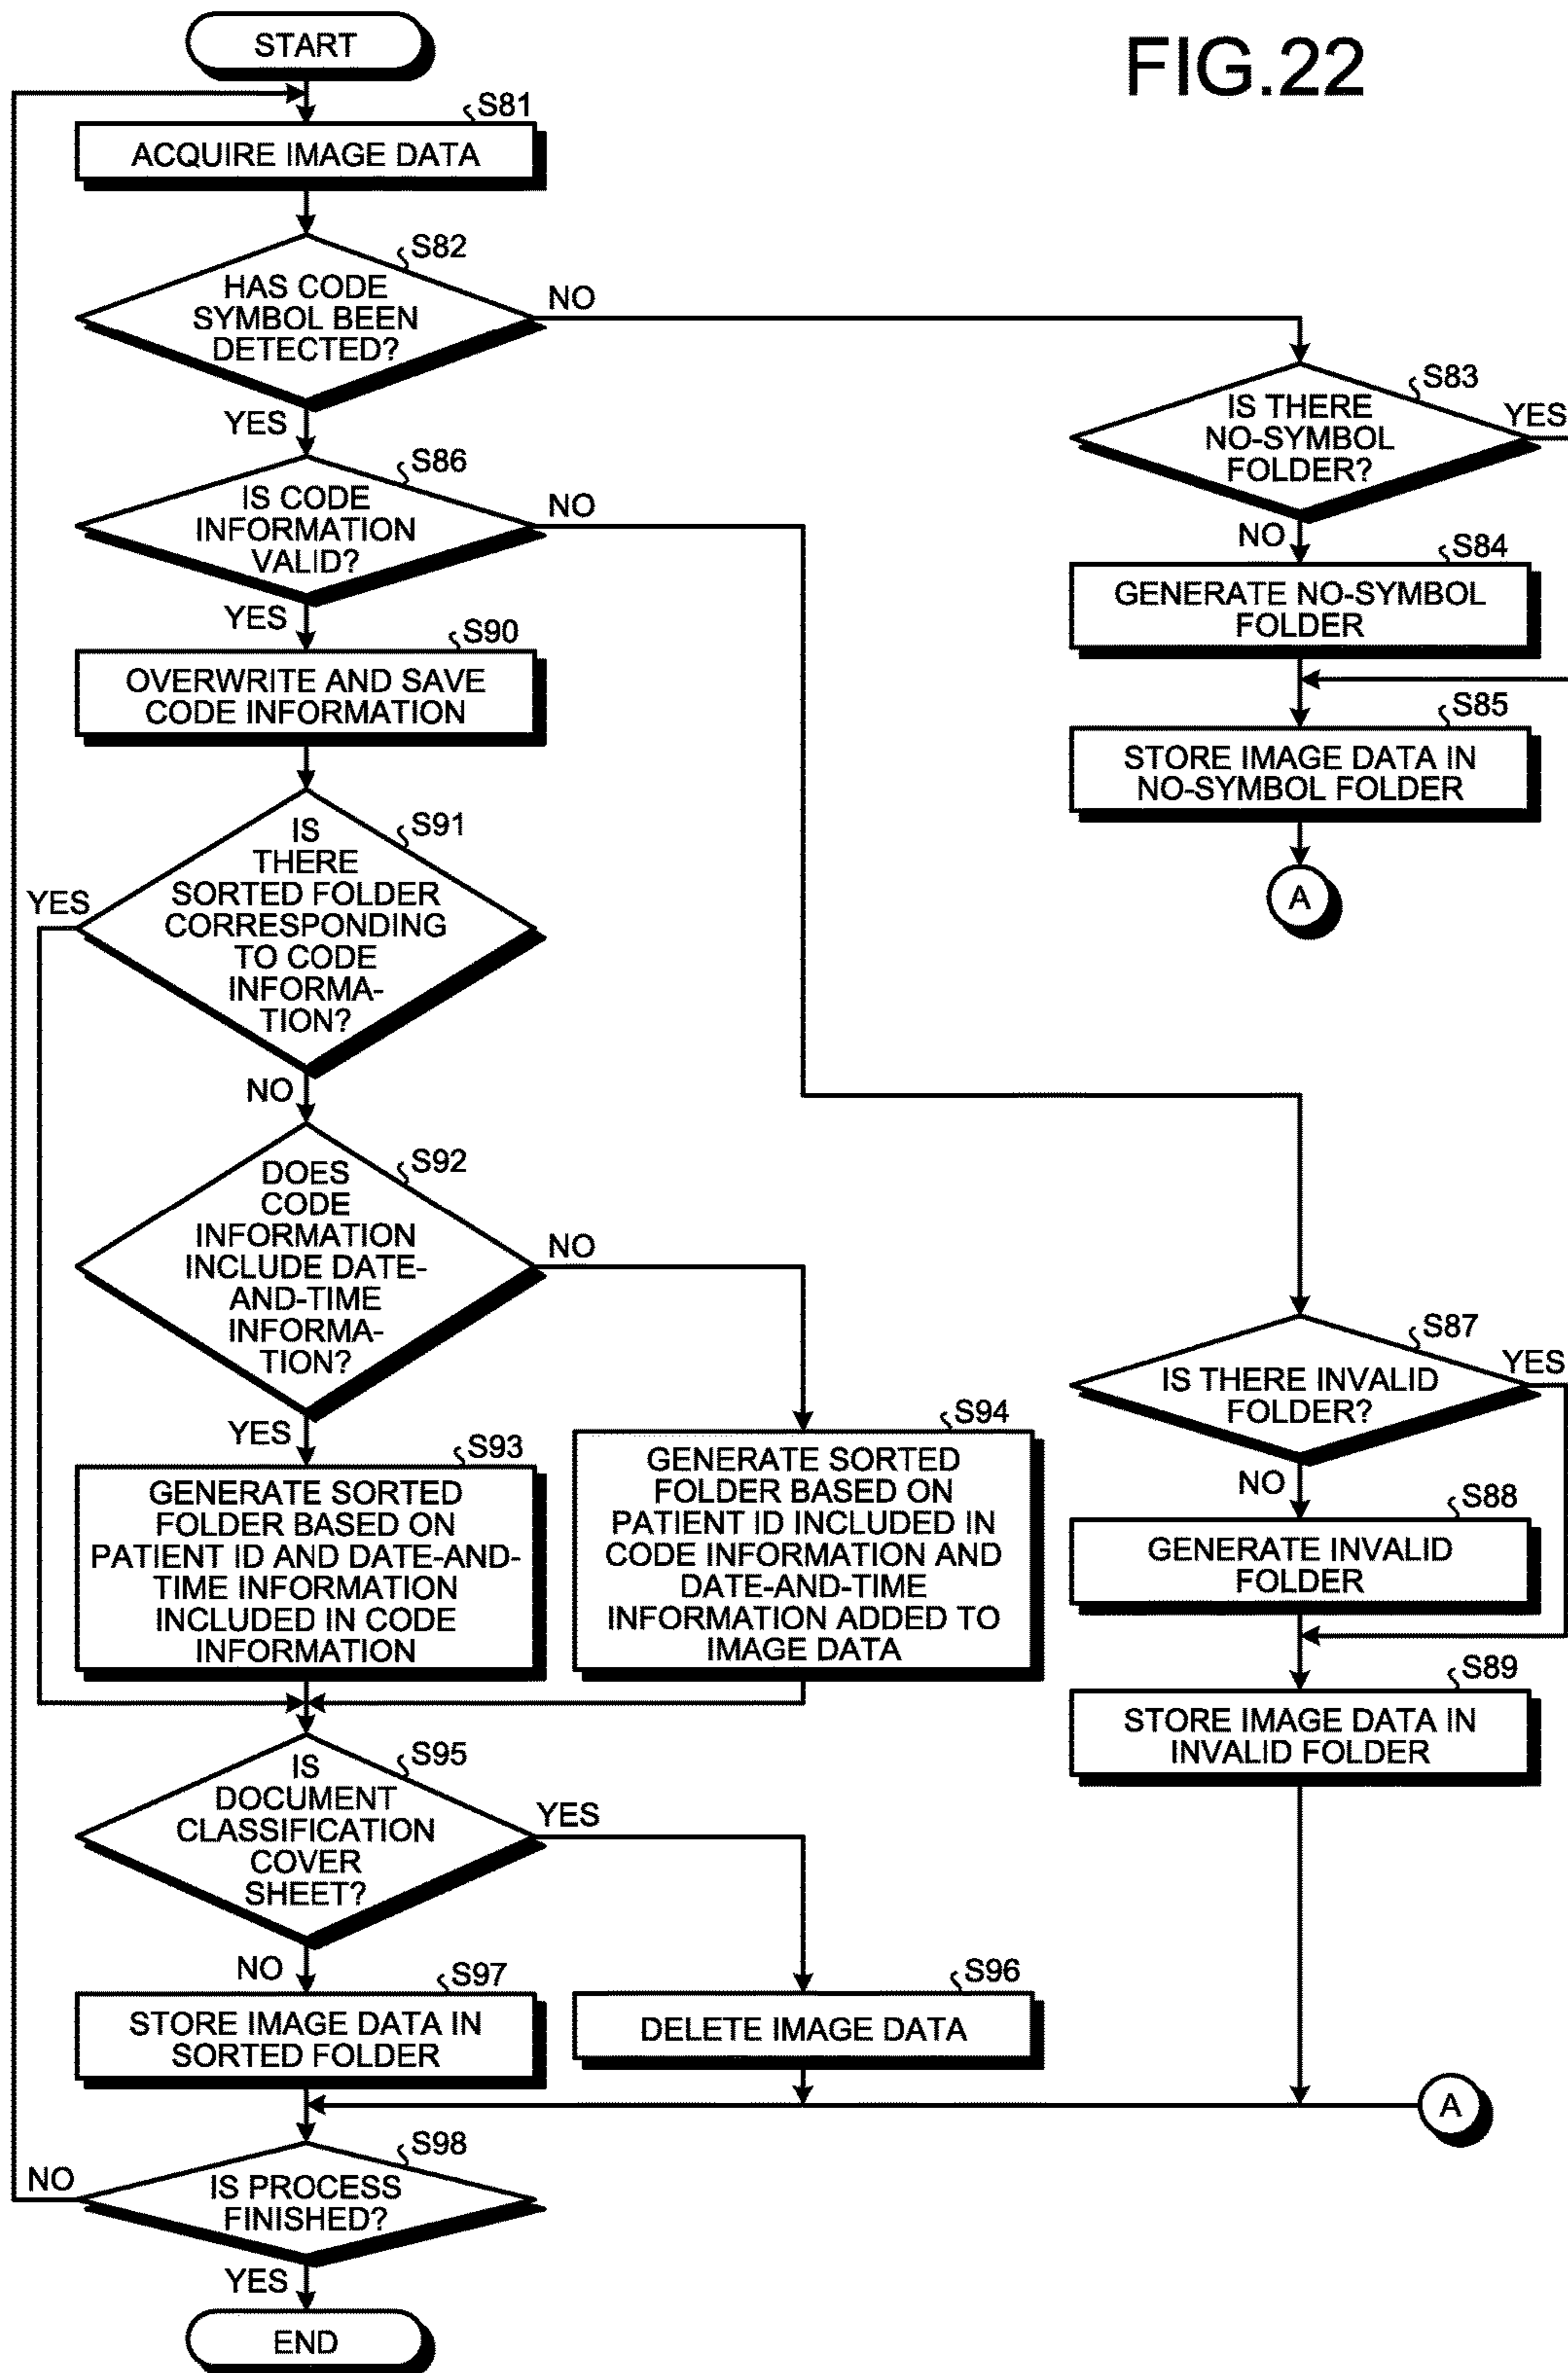 FIG.22
START
S81
ACQUIRE IMAGE DATA
S82
HAS CODE
SYMBOL BEEN
DETECTED?
NO
YES
S83
IS THERE
NO-SYMBOL
FOLDER?
YES
NO
S84
GENERATE NO-SYMBOL
FOLDER
S85
STORE IMAGE DATA IN
NO-SYMBOL FOLDER
A
S86
IS CODE
INFORMATION
VALID?
NO
YES
S90
OVERWRITE AND SAVE
CODE INFORMATION
S91
IS
THERE
SORTED FOLDER
CORRESPONDING
TO CODE
INFORMA-
TION?
YES
NO
S92
DOES
CODE
INFORMATION
INCLUDE DATE-
AND-TIME
INFORMA-
TION?
NO
YES
S93
GENERATE SORTED
FOLDER BASED ON
PATIENT ID AND DATE-AND-
TIME INFORMATION
INCLUDED IN CODE
INFORMATION
S94
GENERATE SORTED
FOLDER BASED ON
PATIENT ID INCLUDED IN
CODE INFORMATION AND
DATE-AND-TIME
INFORMATION ADDED TO
IMAGE DATA
S87
IS THERE INVALID
FOLDER?
YES
NO
S88
GENERATE INVALID
FOLDER
S89
STORE IMAGE DATA IN
INVALID FOLDER
S95
IS
DOCUMENT
CLASSIFICATION
COVER
SHEET?
YES
NO
S97
STORE IMAGE DATA IN
SORTED FOLDER
S96
DELETE IMAGE DATA
A
S98
IS PROCESS
FINISHED?
NO
YES
END